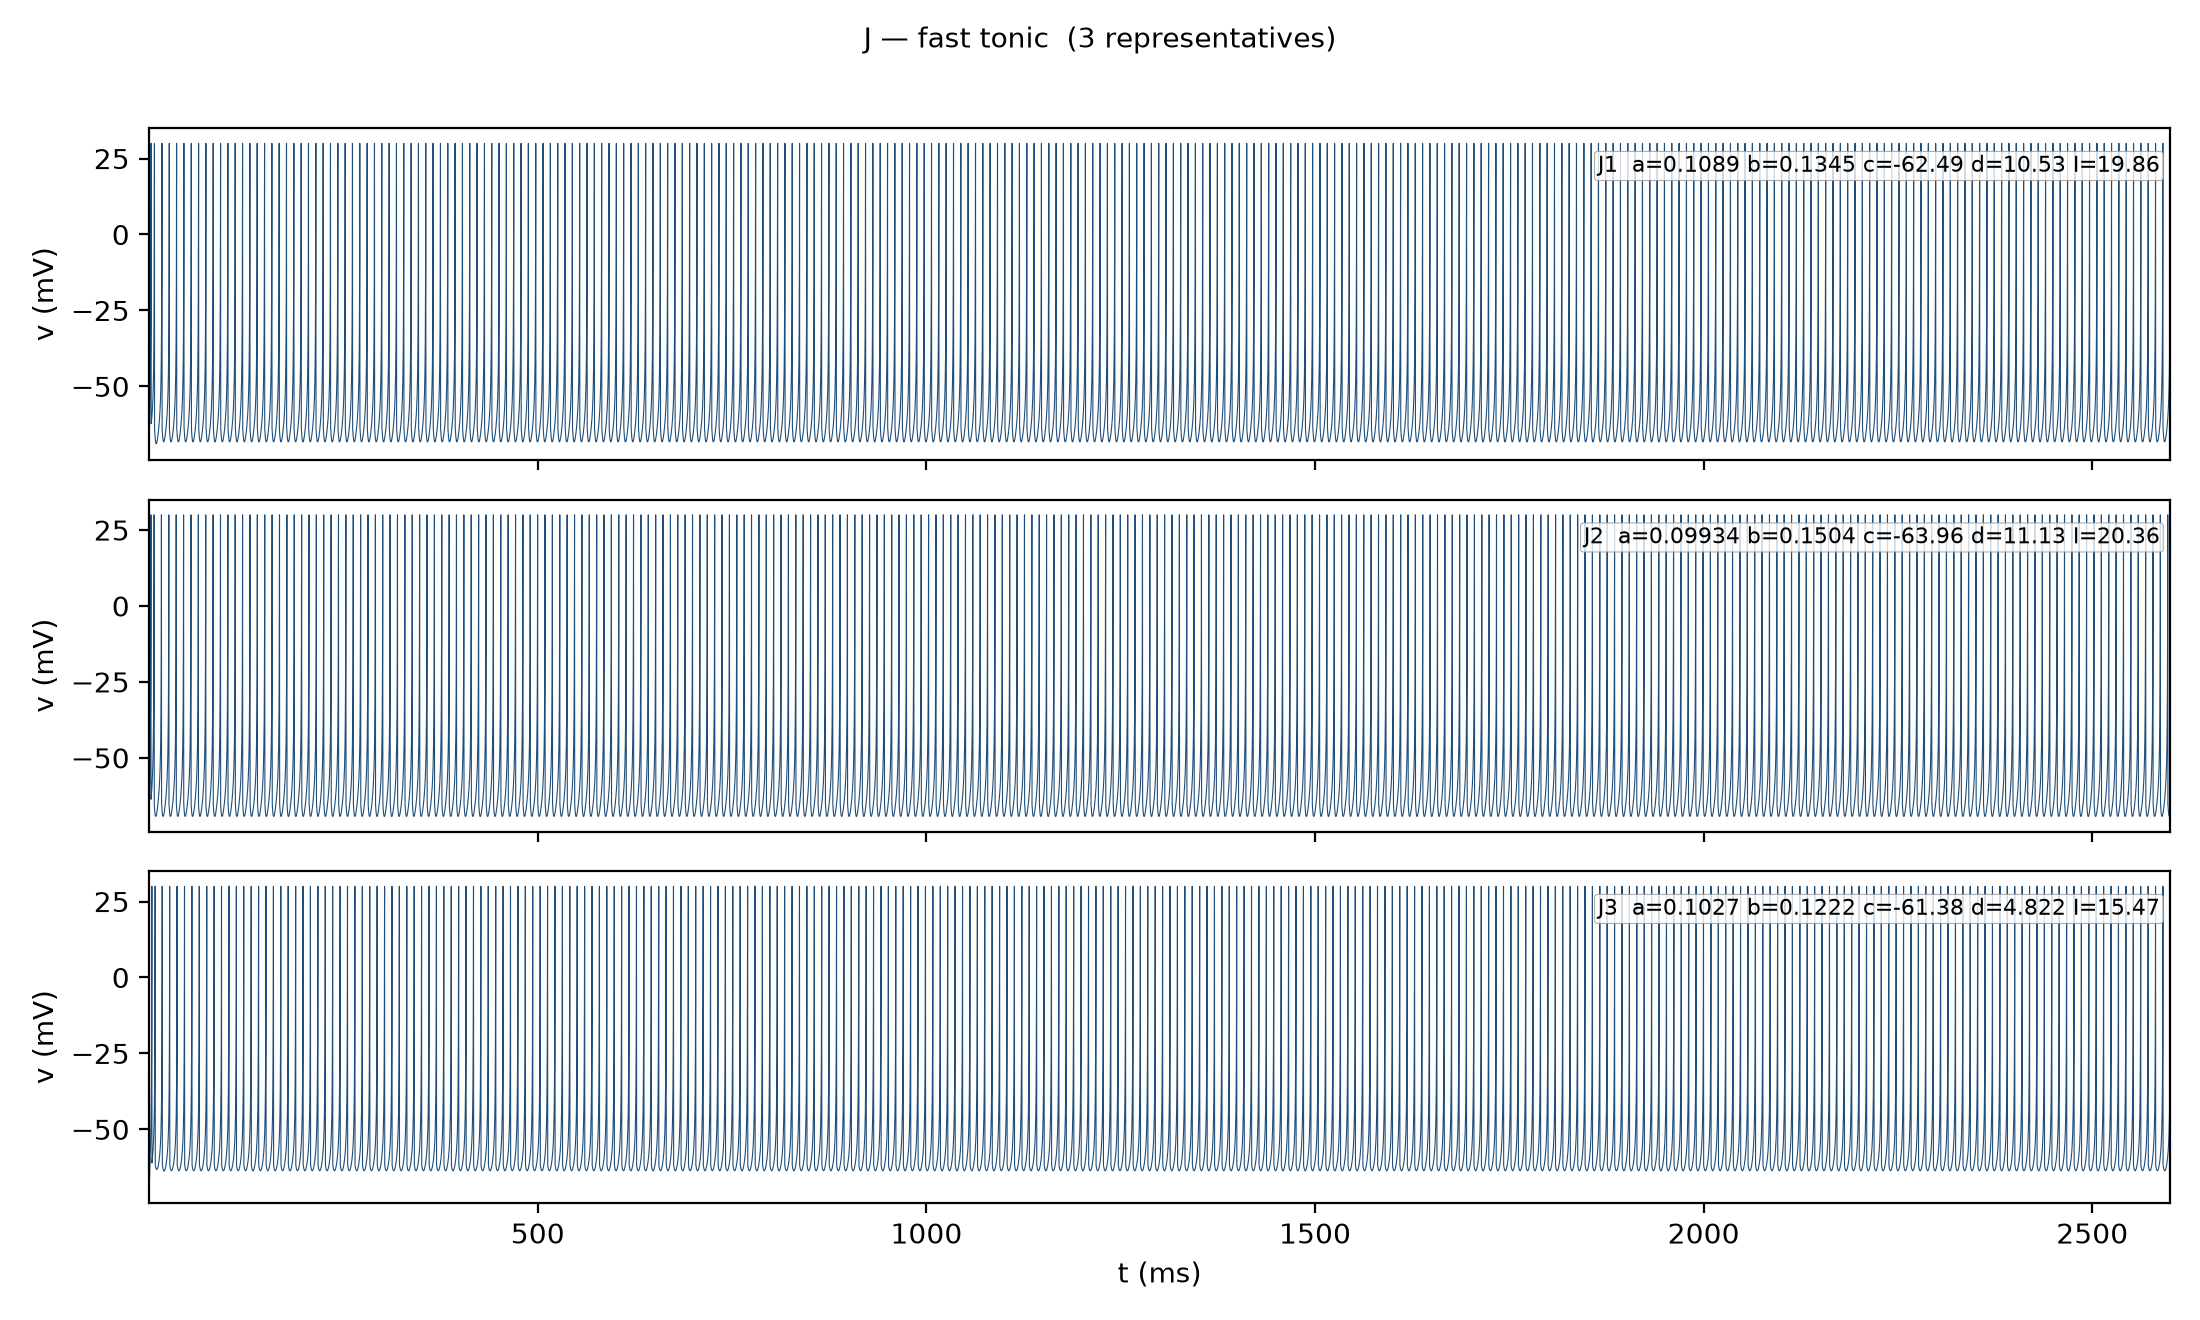 J — fast tonic  (3 representatives)
25
0
−25
−50
v (mV)
J1  a=0.1089 b=0.1345 c=-62.49 d=10.53 I=19.86
25
0
−25
−50
v (mV)
J2  a=0.09934 b=0.1504 c=-63.96 d=11.13 I=20.36
25
0
−25
−50
v (mV)
J3  a=0.1027 b=0.1222 c=-61.38 d=4.822 I=15.47
500 1000 1500 2000 2500
t (ms)